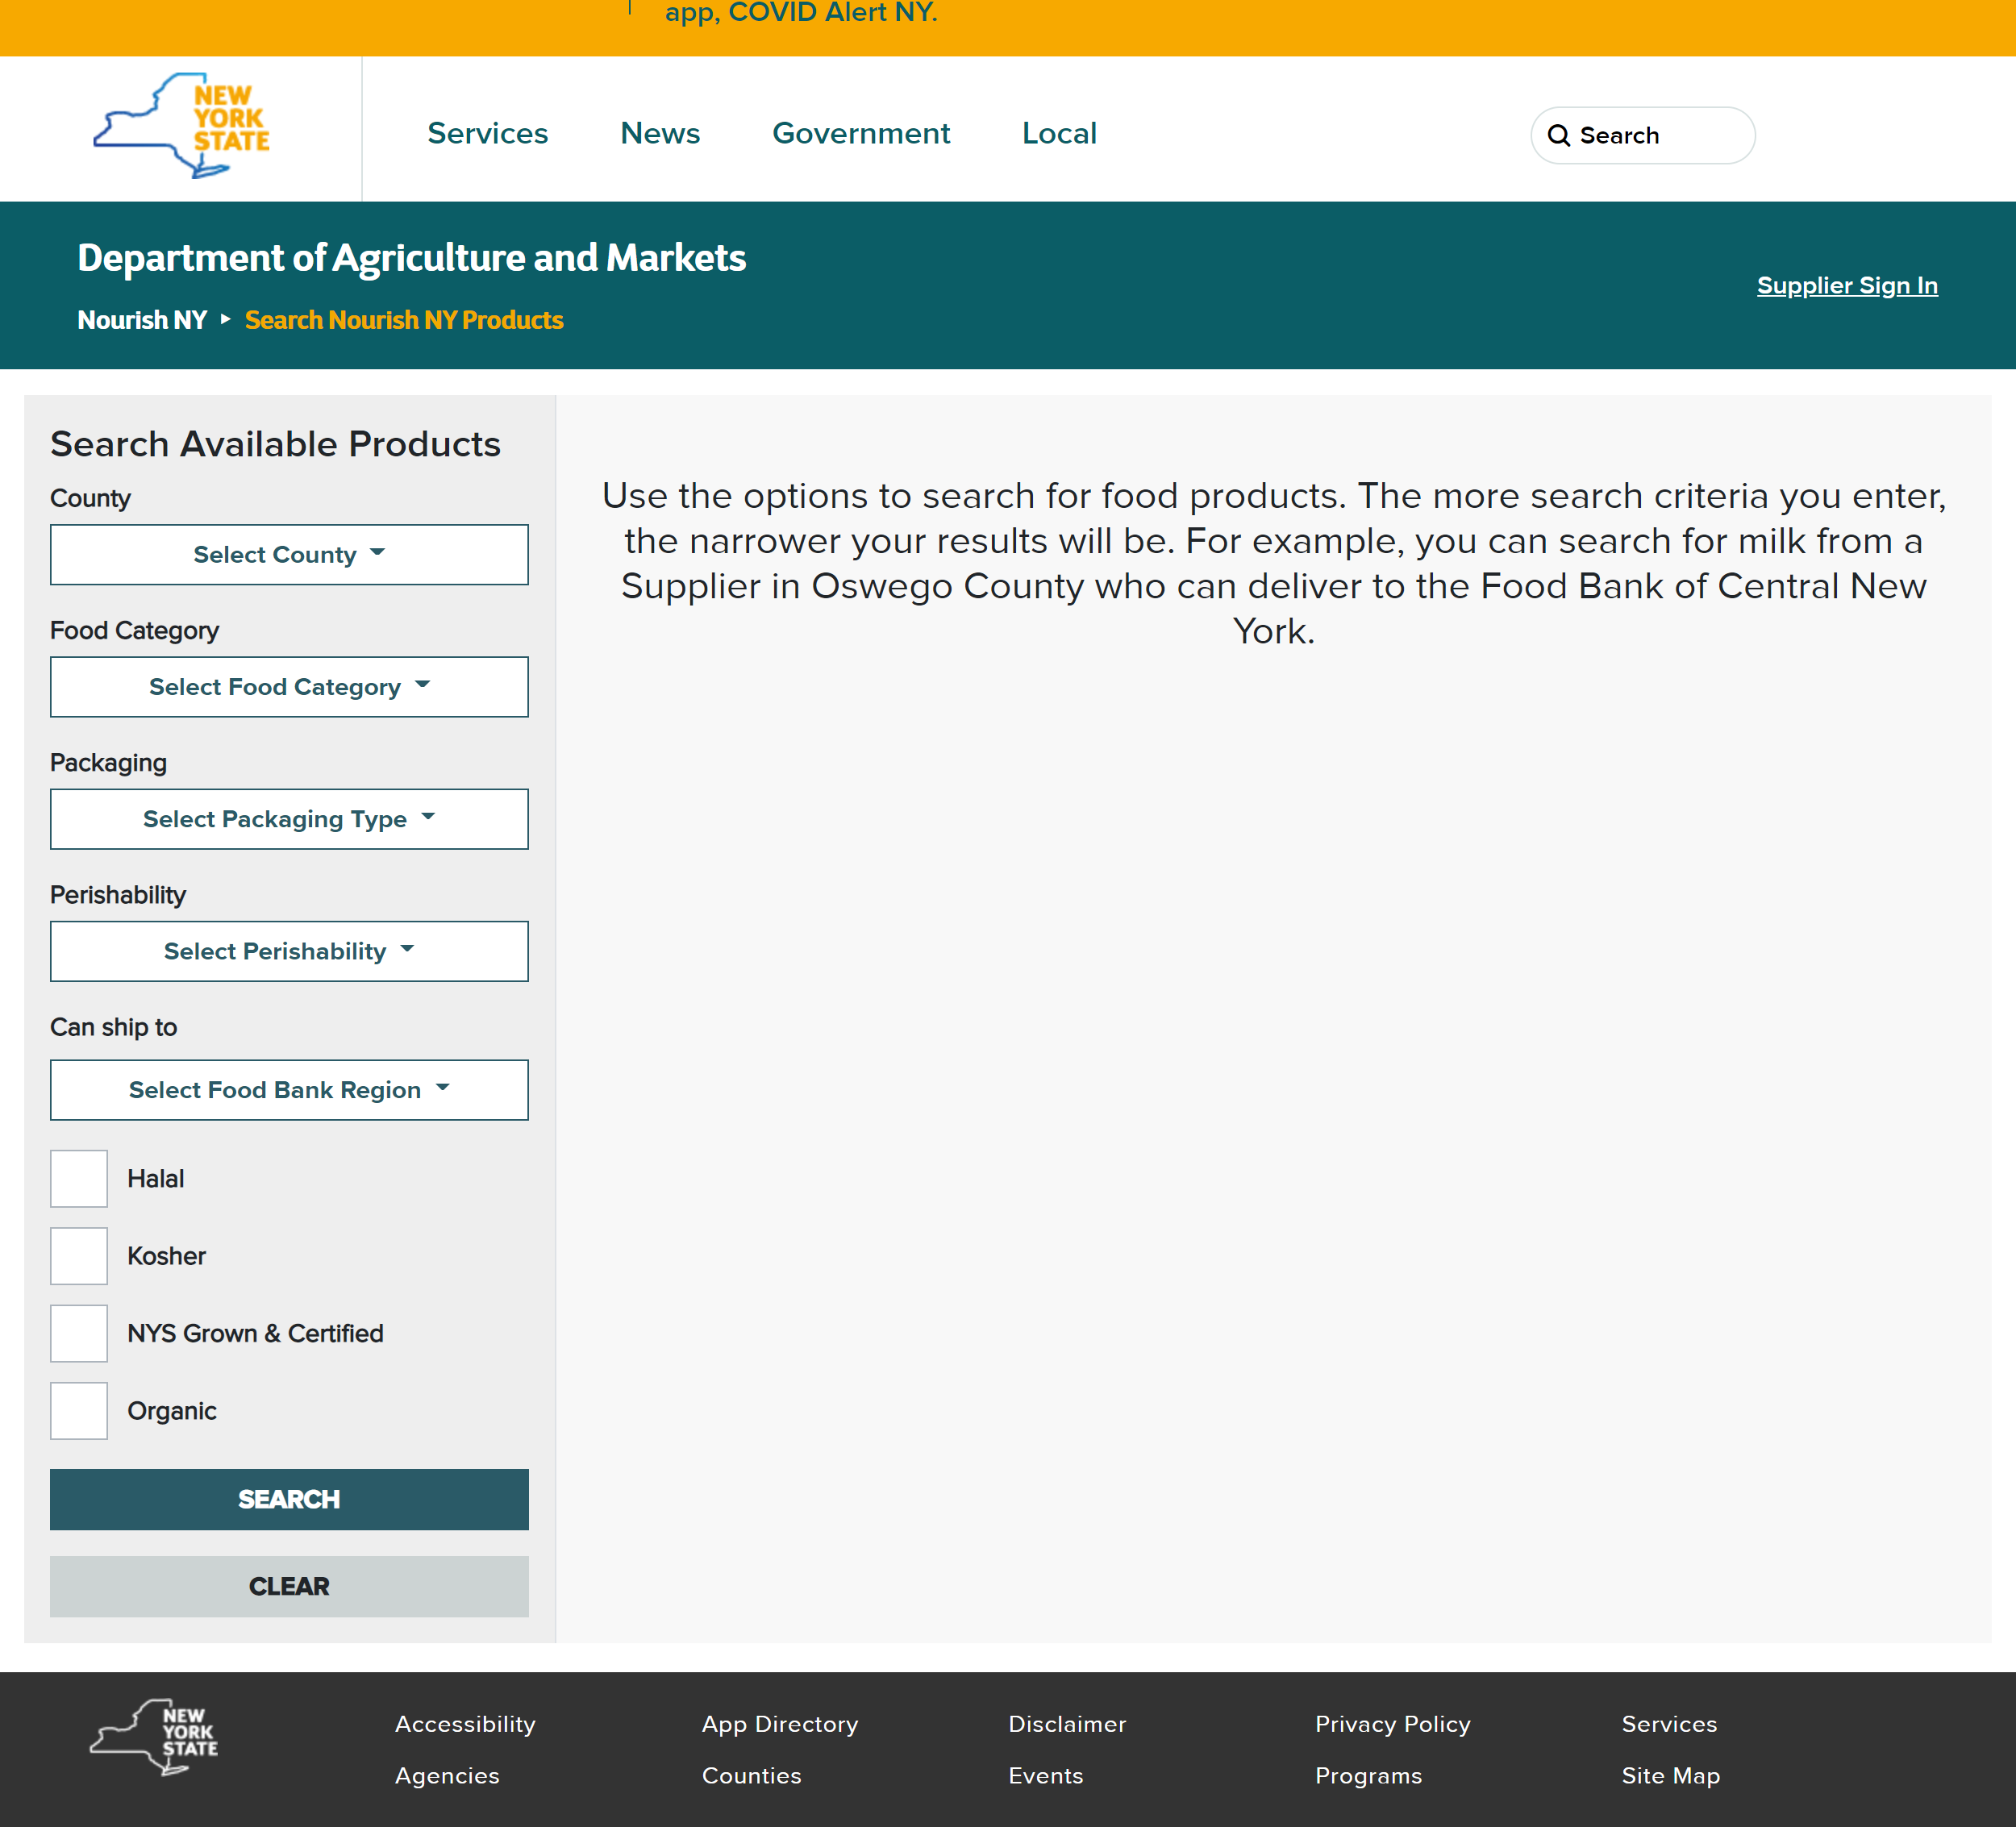 app, COVID Alert NY.
NEW
YORK
STATE
Services
News
Government
Local
Search
Department of Agriculture and Markets
Nourish NY ▸ Search Nourish NY Products
Supplier Sign In
Search Available Products
County
Select County
Food Category
Select Food Category
Packaging
Select Packaging Type
Perishability
Select Perishability
Can ship to
Select Food Bank Region
Halal
Kosher
NYS Grown & Certified
Organic
SEARCH
CLEAR
Use the options to search for food products. The more search criteria you enter,
the narrower your results will be. For example, you can search for milk from a
Supplier in Oswego County who can deliver to the Food Bank of Central New
York.
NEW
YORK
STATE
Accessibility
App Directory
Disclaimer
Privacy Policy
Services
Agencies
Counties
Events
Programs
Site Map